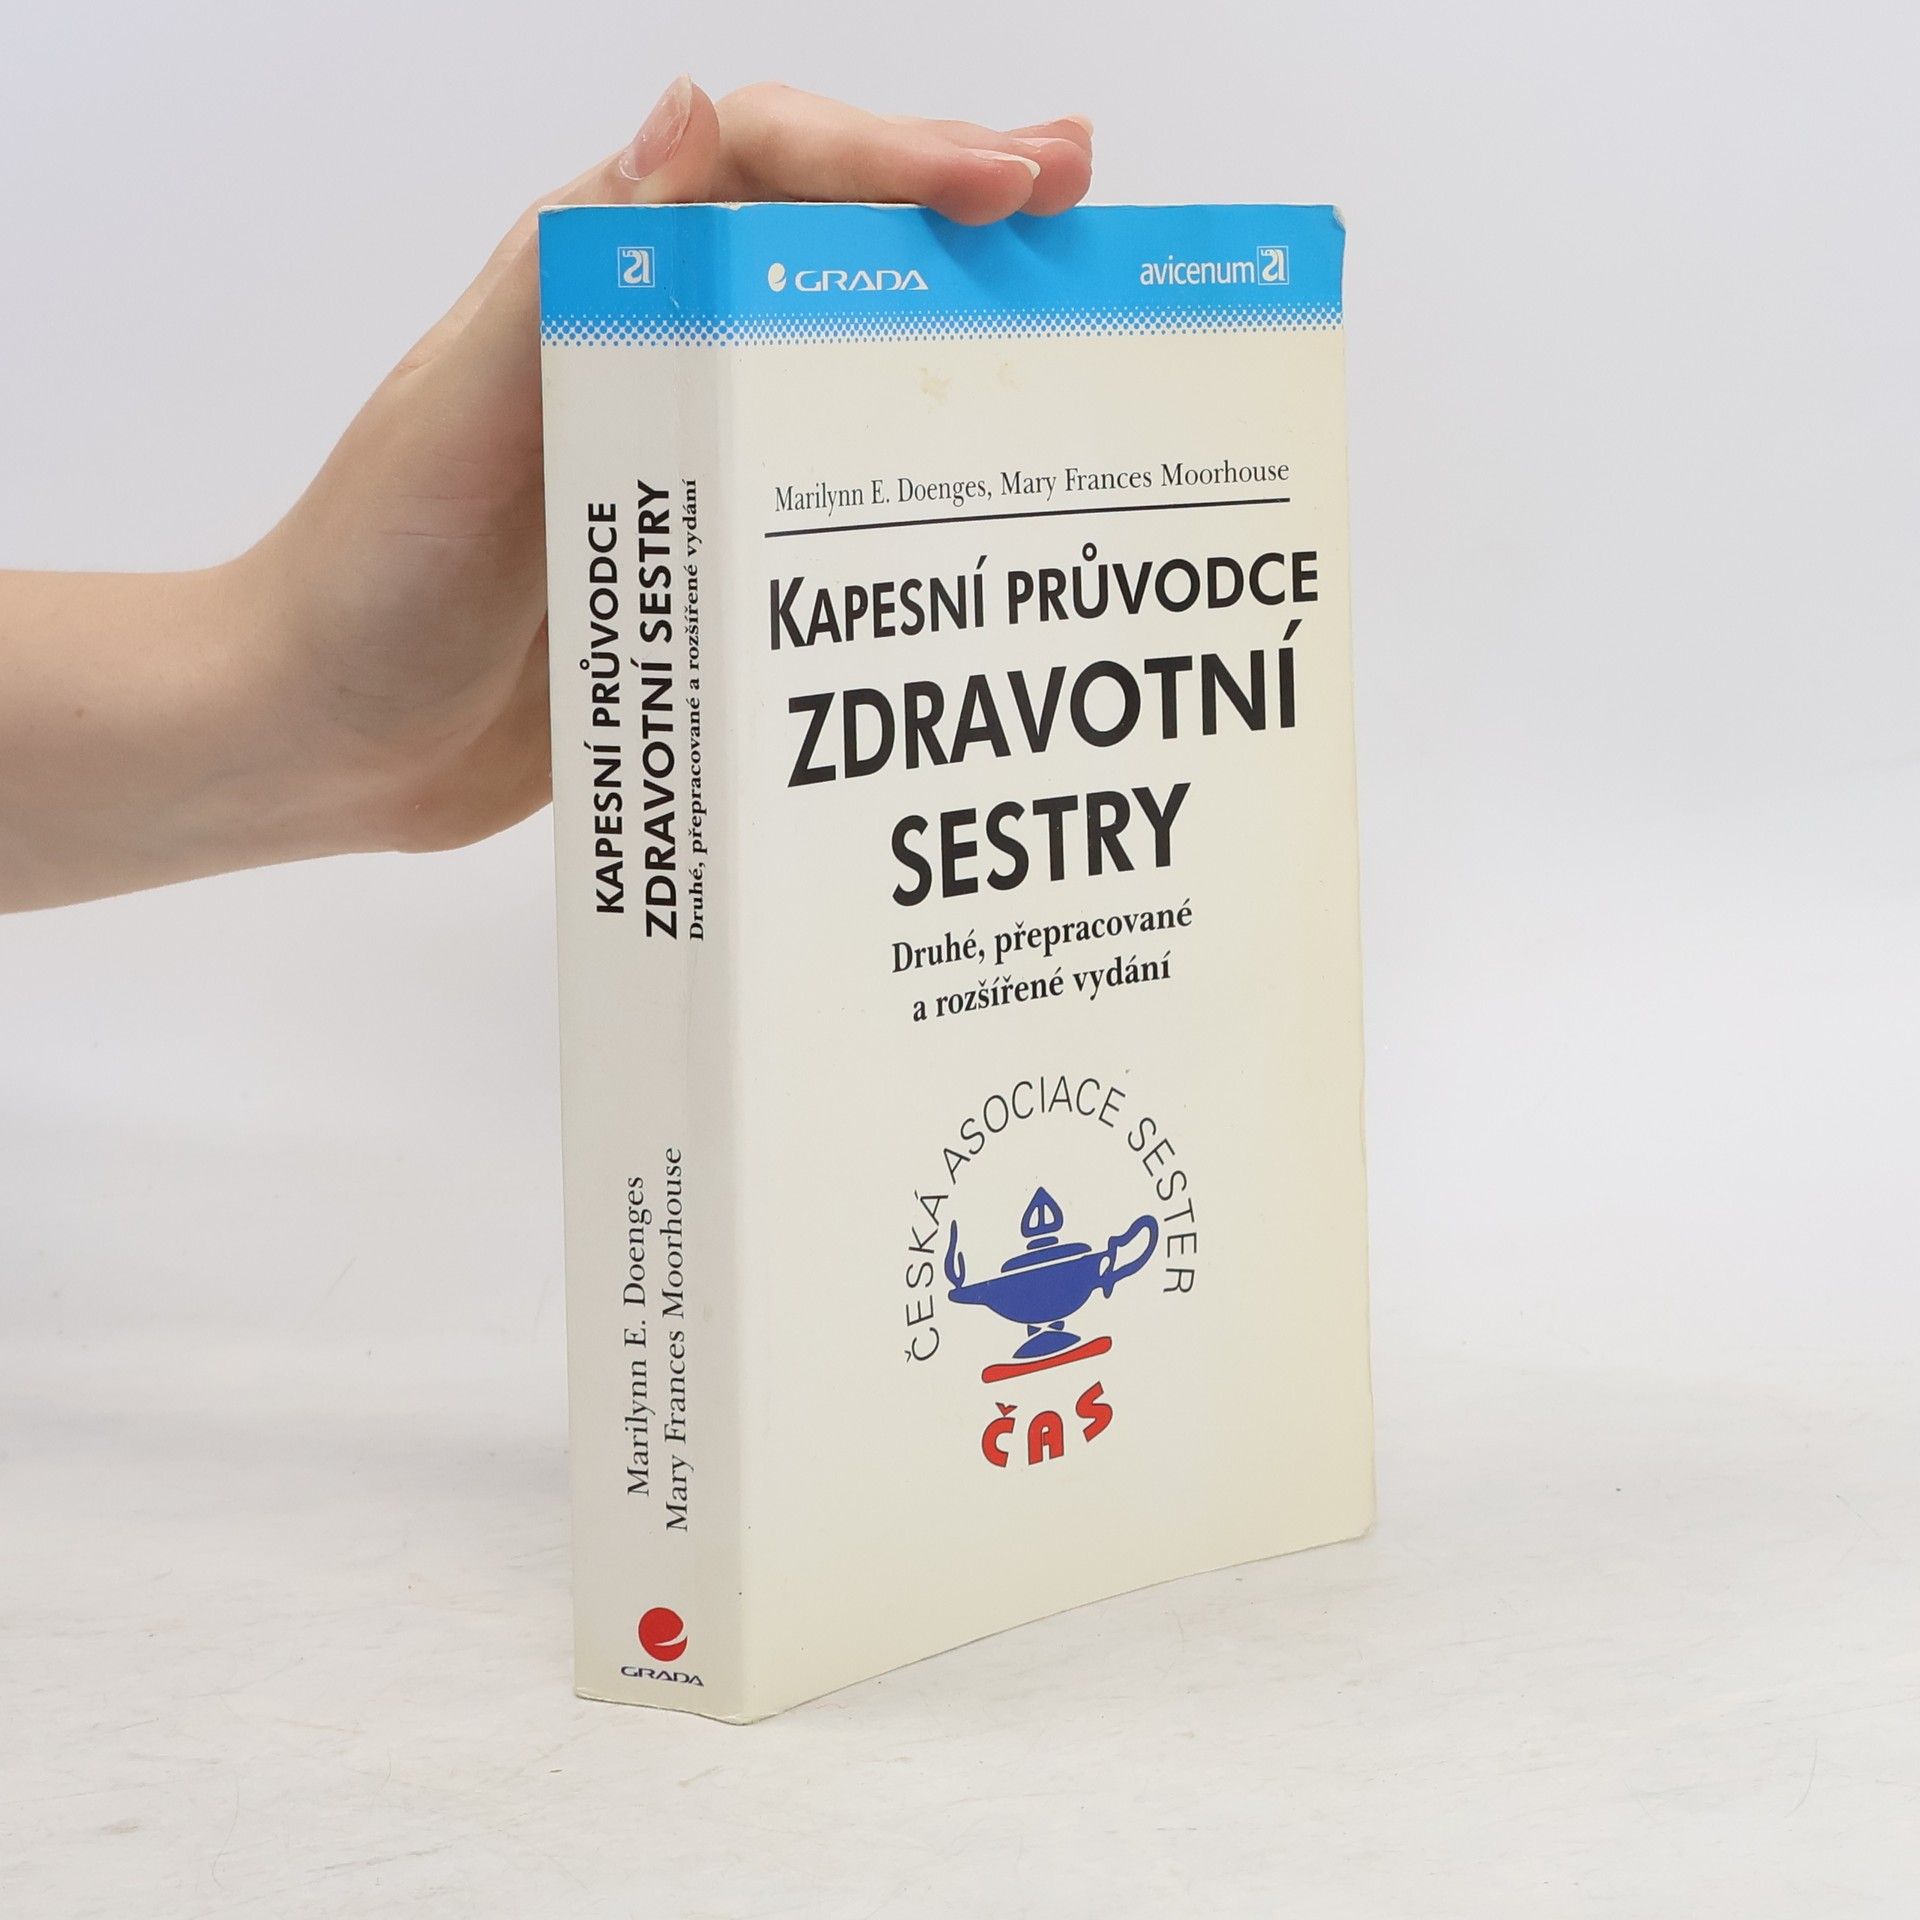 GRADA
avicenum
Marilynn E. Doenges, Mary Frances Moorhouse
KAPESNÍ PRŮVODCE
ZDRAVOTNÍ
SESTRY
Druhé, přepracované
a rozšířené vydání
ČESKÁ ASOCIACE SESTER
ČAS
KAPESNÍ PRŮVODCE
ZDRAVOTNÍ SESTRY
Druhé, přepracované a rozšířené vydání
Marilynn E. Doenges
Mary Frances Moorhouse
GRADA